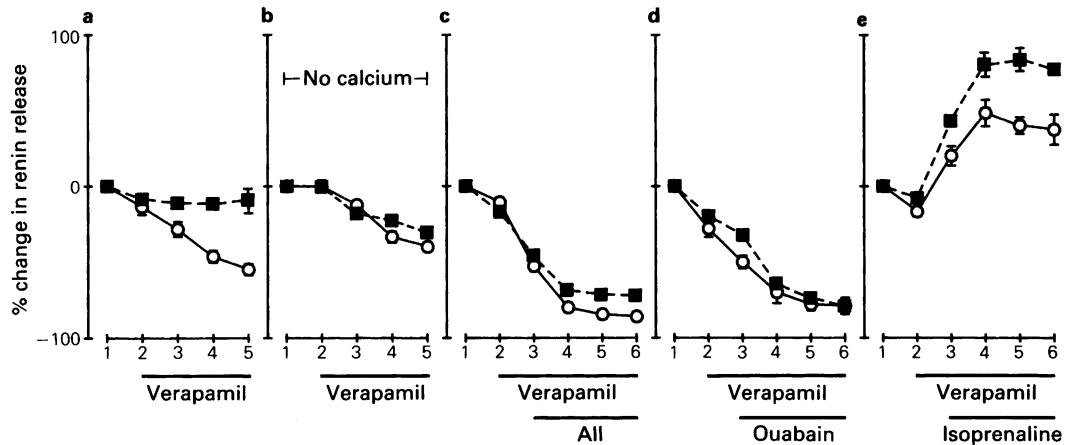 a b c d e
% change in renin release
100
0
−100
No calcium
1 2 3 4 5 1 2 3 4 5 1 2 3 4 5 6 1 2 3 4 5 6 1 2 3 4 5 6
Verapamil Verapamil Verapamil Verapamil Verapamil
AII Ouabain Isoprenaline